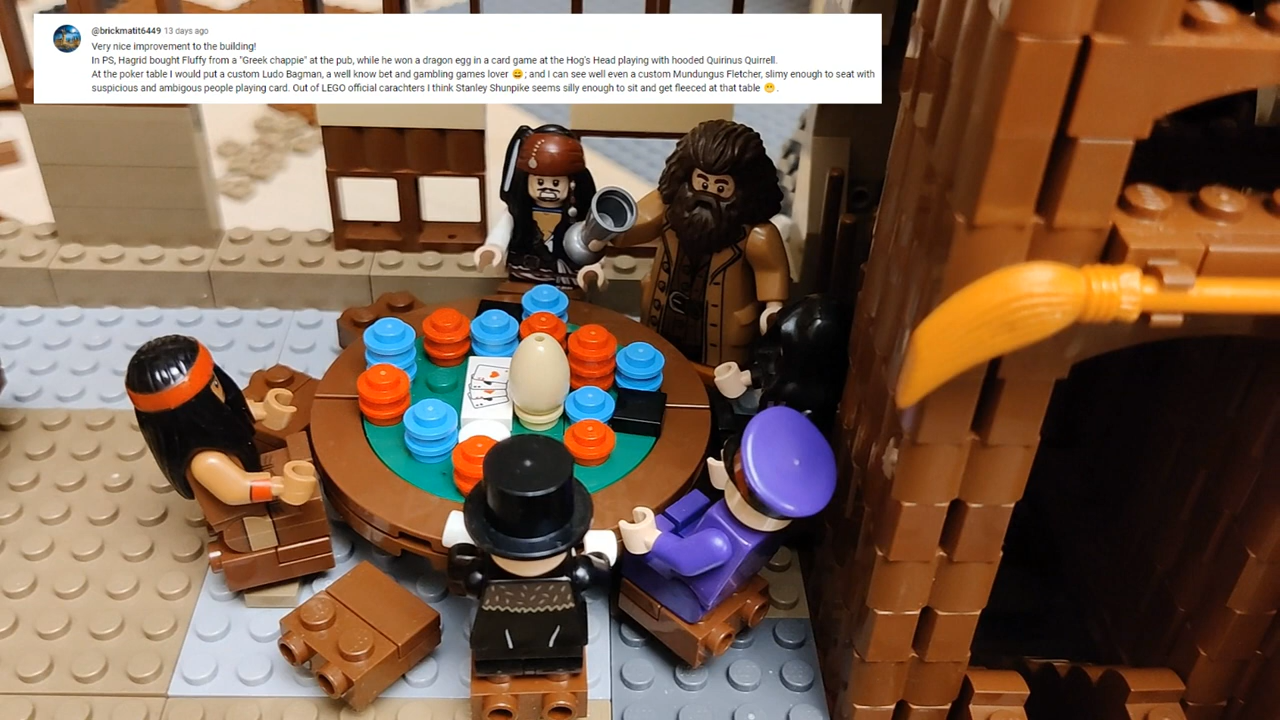 @brickmatit6449 13 days ago
Very nice improvement to the building!
In PS, Hagrid bought Fluffy from a "Greek chappie" at the pub, while he won a dragon egg in a card game at the Hog's Head playing with hooded Quirinus Quirrell.
At the poker table I would put a custom Ludo Bagman, a well know bet and gambling games lover 😄; and I can see well even a custom Mundungus Fletcher, slimy enough to seat with
suspicious and ambigous people playing card. Out of LEGO official carachters I think Stanley Shunpike seems silly enough to sit and get fleeced at that table 😬.